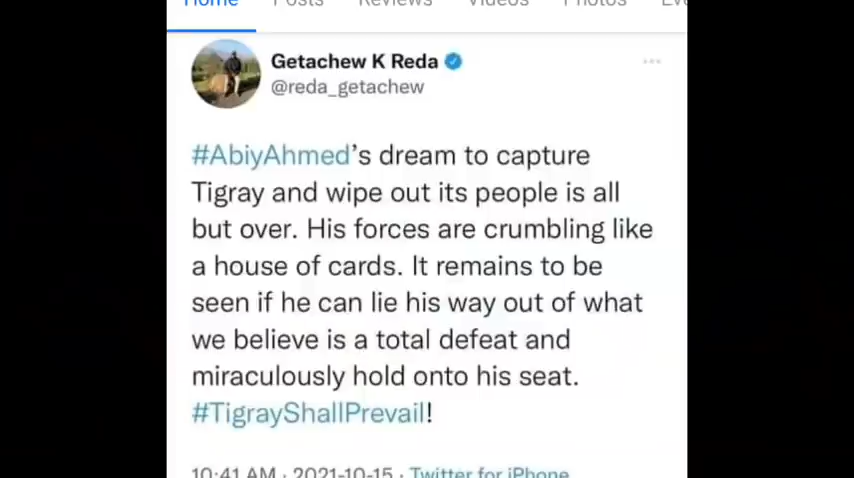 Home Posts Reviews Videos Photos Eve
Getachew K Reda
@reda_getachew
#AbiyAhmed's dream to capture
Tigray and wipe out its people is all
but over. His forces are crumbling like
a house of cards. It remains to be
seen if he can lie his way out of what
we believe is a total defeat and
miraculously hold onto his seat.
#TigrayShallPrevail!
10:41 AM · 2021-10-15 · Twitter for iPhone